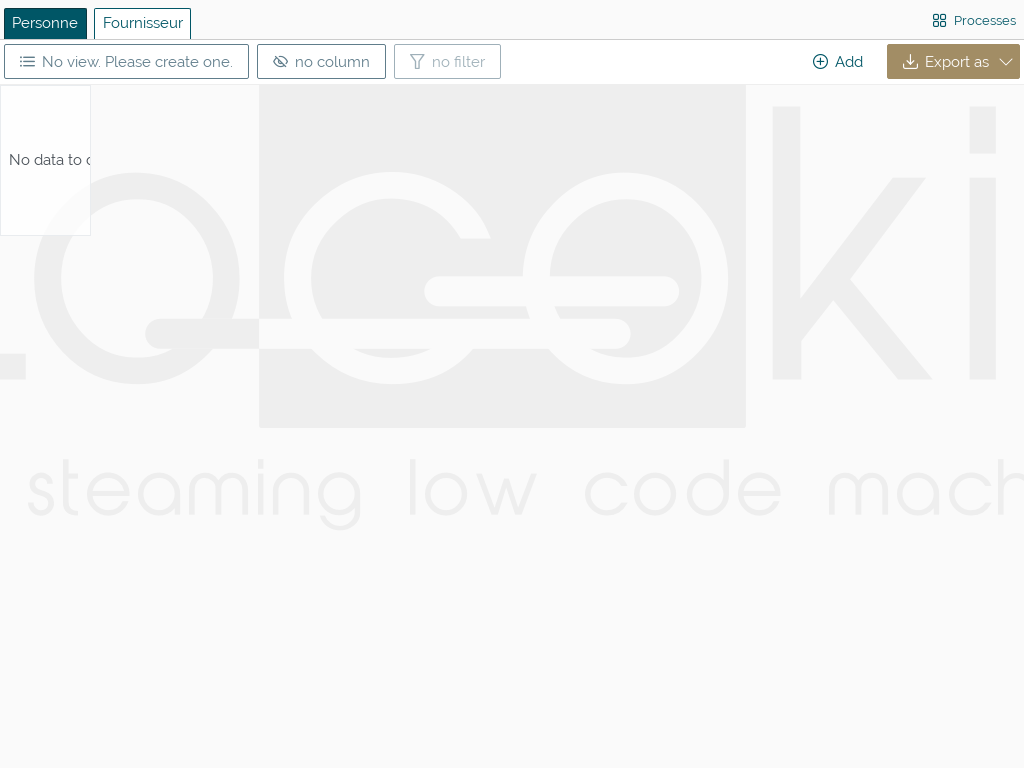 Personne Fournisseur Processes
No view. Please create one. no column no filter Add Export as
No data to
ki
steaming low code mach